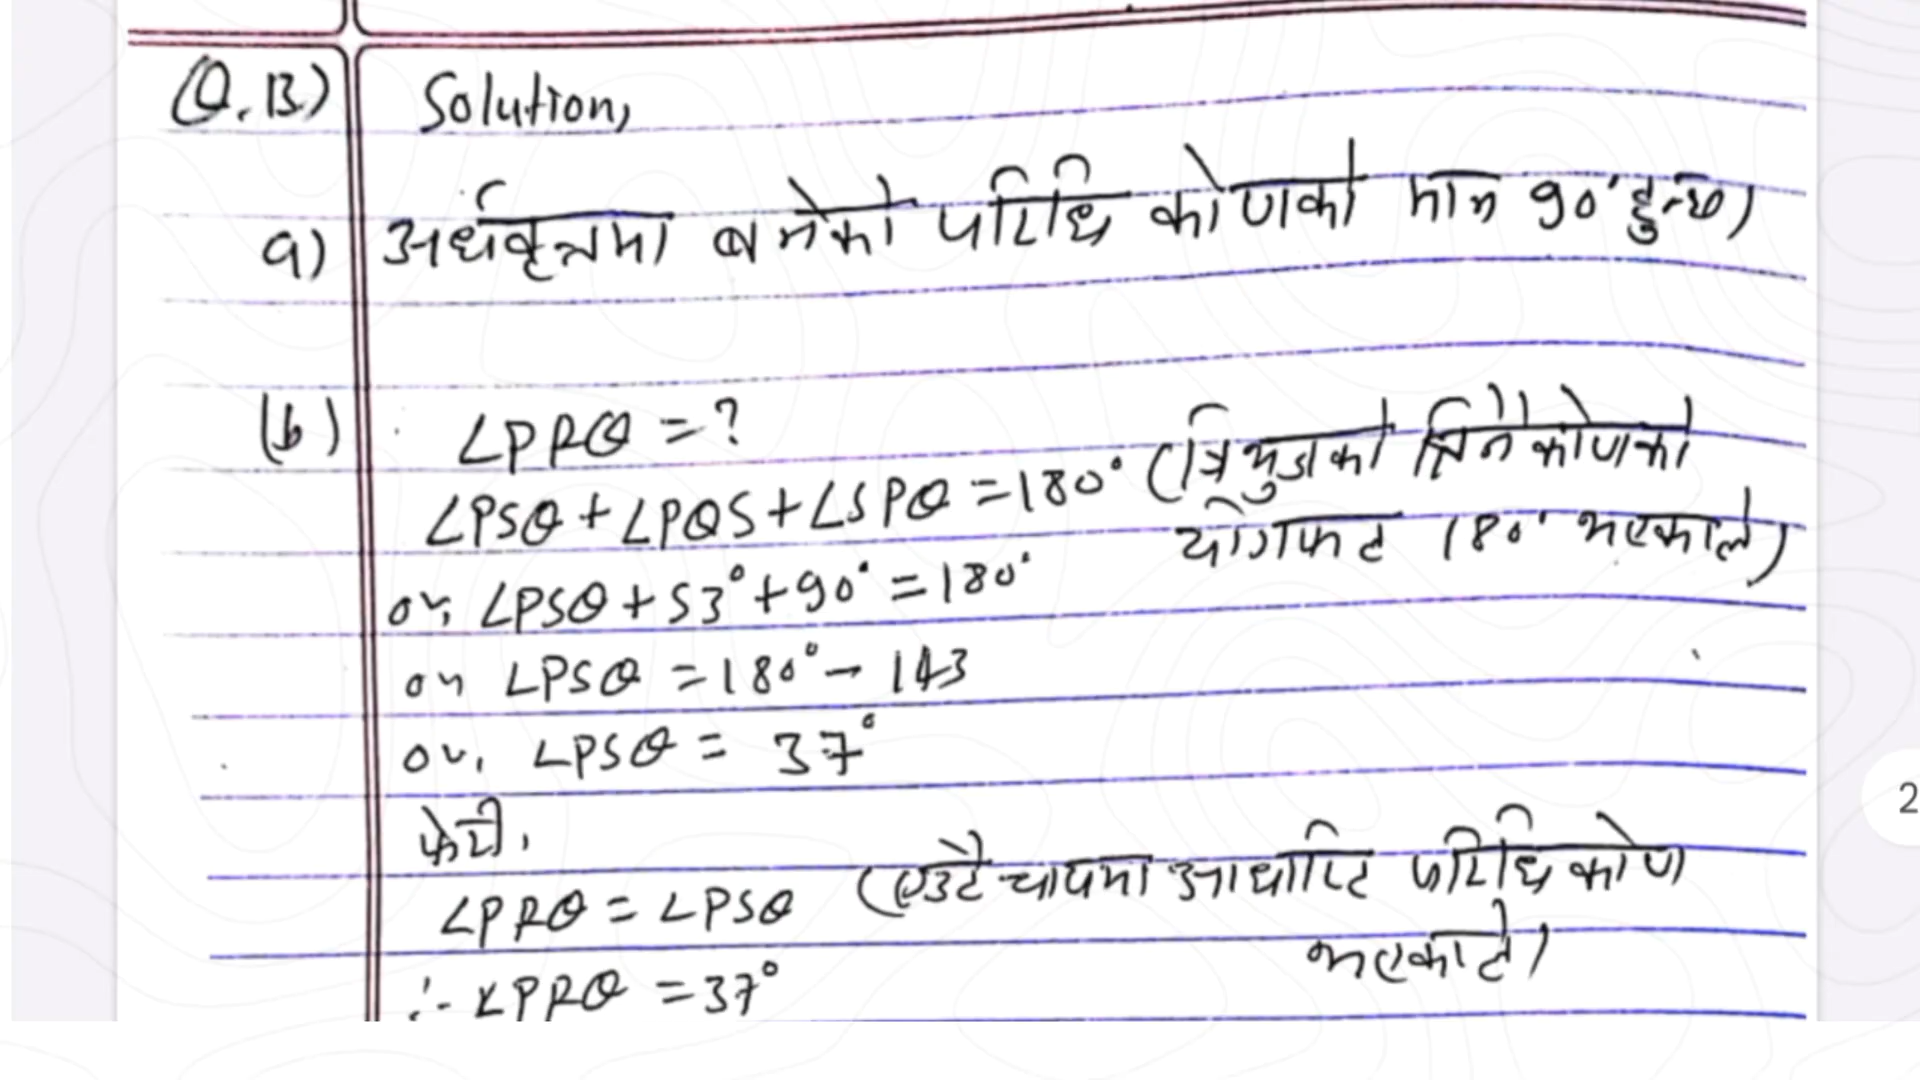 Q.13) Solution,
a) अर्धवृत्तमा बनेको परिधि कोणको मान 90° हुन्छ।
(b) ∠PRQ = ?
∠PSQ + ∠PQS + ∠SPQ = 180° (त्रिभुजको तिनै कोणको
योगफल 180° भएकाले)
or, ∠PSQ + 53° + 90° = 180°
or, ∠PSQ = 180° - 143
or, ∠PSQ = 37°
फेरी,
∠PRQ = ∠PSQ (एउटै चापमा आधारित परिधि कोण
भएकाले)
∴ ∠PRQ = 37°
2